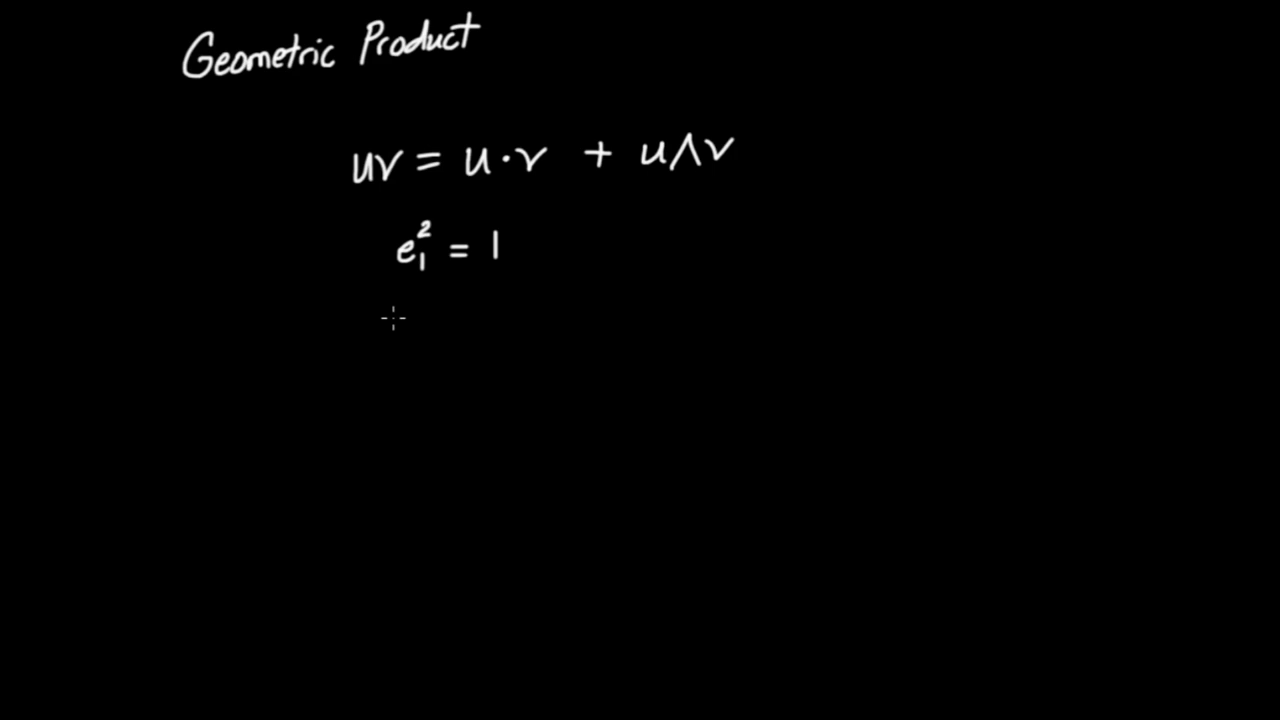 Geometric Product
uv = u · v + u ∧ v
e₁² = 1